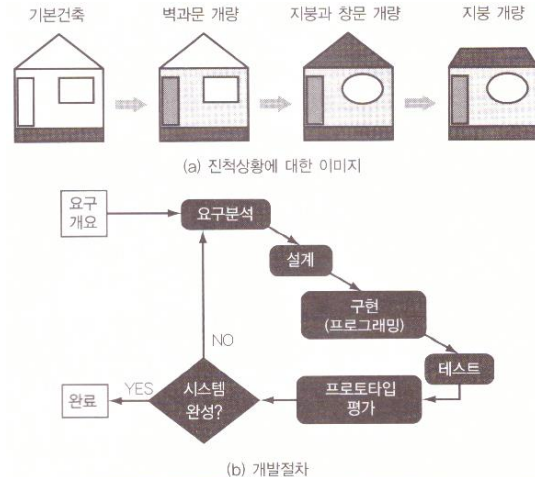 기본건축
벽과문 개량
지붕과 창문 개량
지붕 개량
(a) 진척상황에 대한 이미지
요구
개요
요구분석
설계
구현
(프로그래밍)
테스트
프로토타입
평가
시스템
완성?
NO
YES
완료
(b) 개발절차